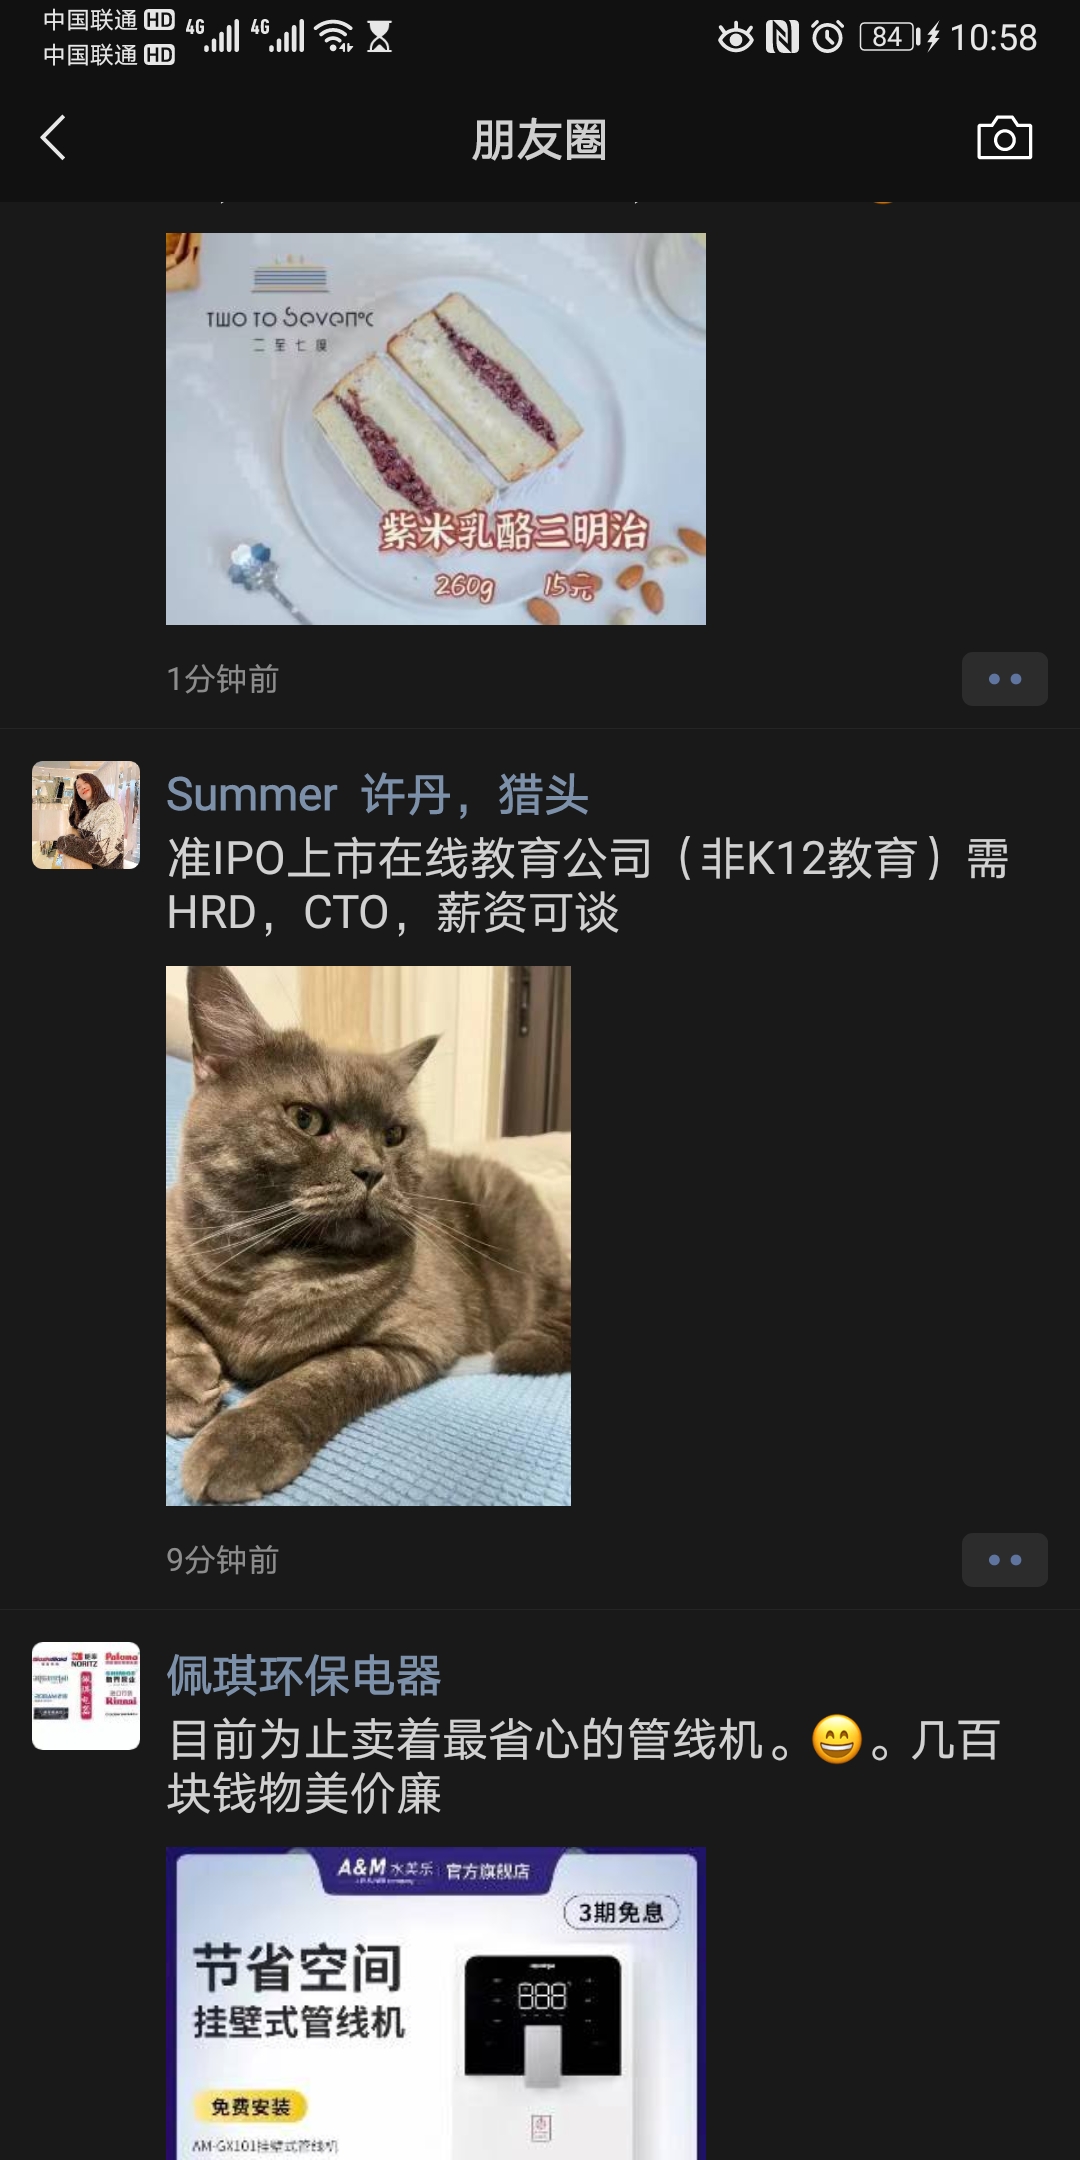 中国联通 HD 4G 4G 84 10:58
中国联通 HD
朋友圈
TWO TO Seven℃
二至七度
紫米乳酪三明治
260g 15元
1分钟前
Summer 许丹，猎头
准IPO上市在线教育公司（非K12教育）需
HRD，CTO，薪资可谈
9分钟前
NORITZ
Paloma
Rinnai
佩琪环保电器
目前为止卖着最省心的管线机。😄。几百
块钱物美价廉
A&M 水美乐 官方旗舰店
3期免息
节省空间
挂壁式管线机
888
免费安装
AM-GX101挂壁式管线机